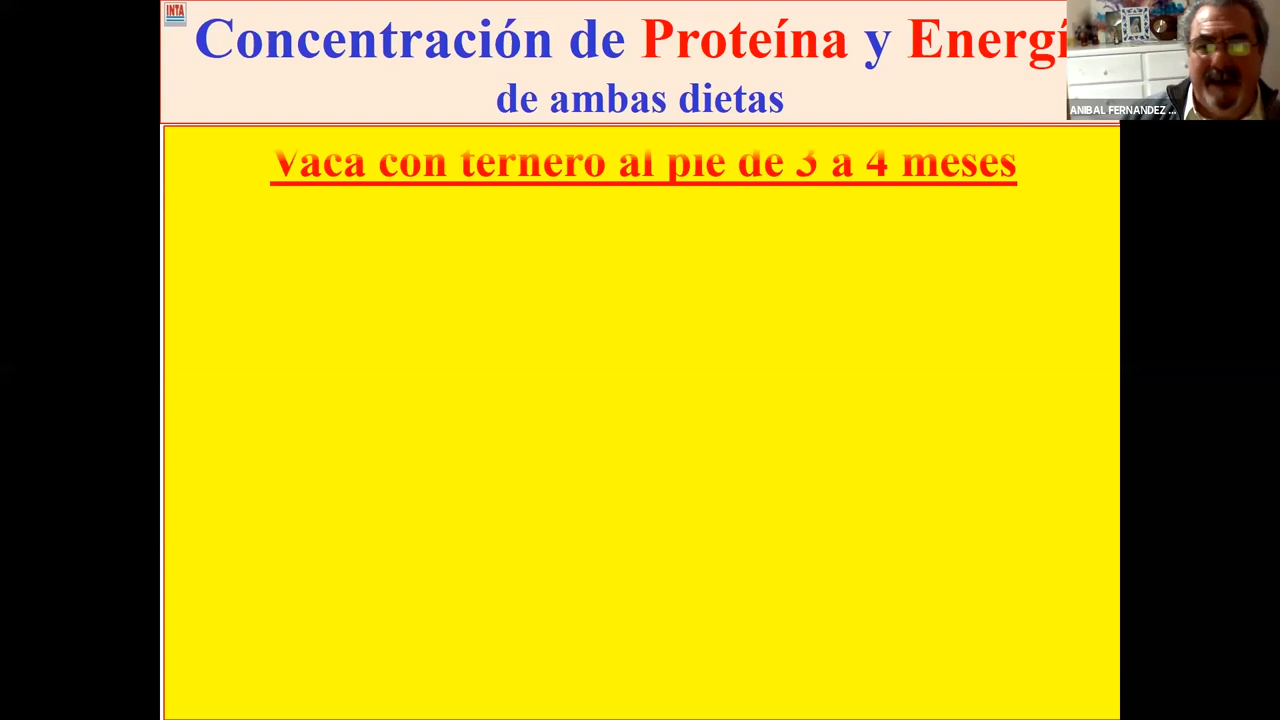 INTA
Concentración de Proteína y Energí
de ambas dietas
ANIBAL FERNANDEZ ...
Vaca con ternero al pie de 3 a 4 meses